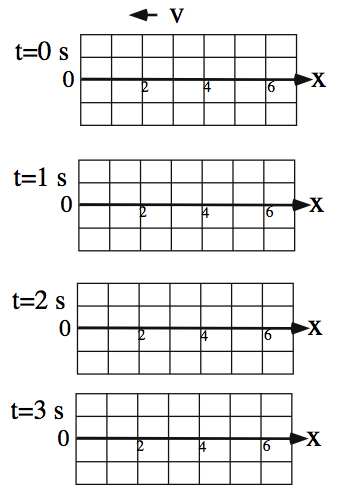 v
t=0 s
0 2 4 6 X
t=1 s
0 2 4 6 X
t=2 s
0 2 4 6 X
t=3 s
0 2 4 6 X